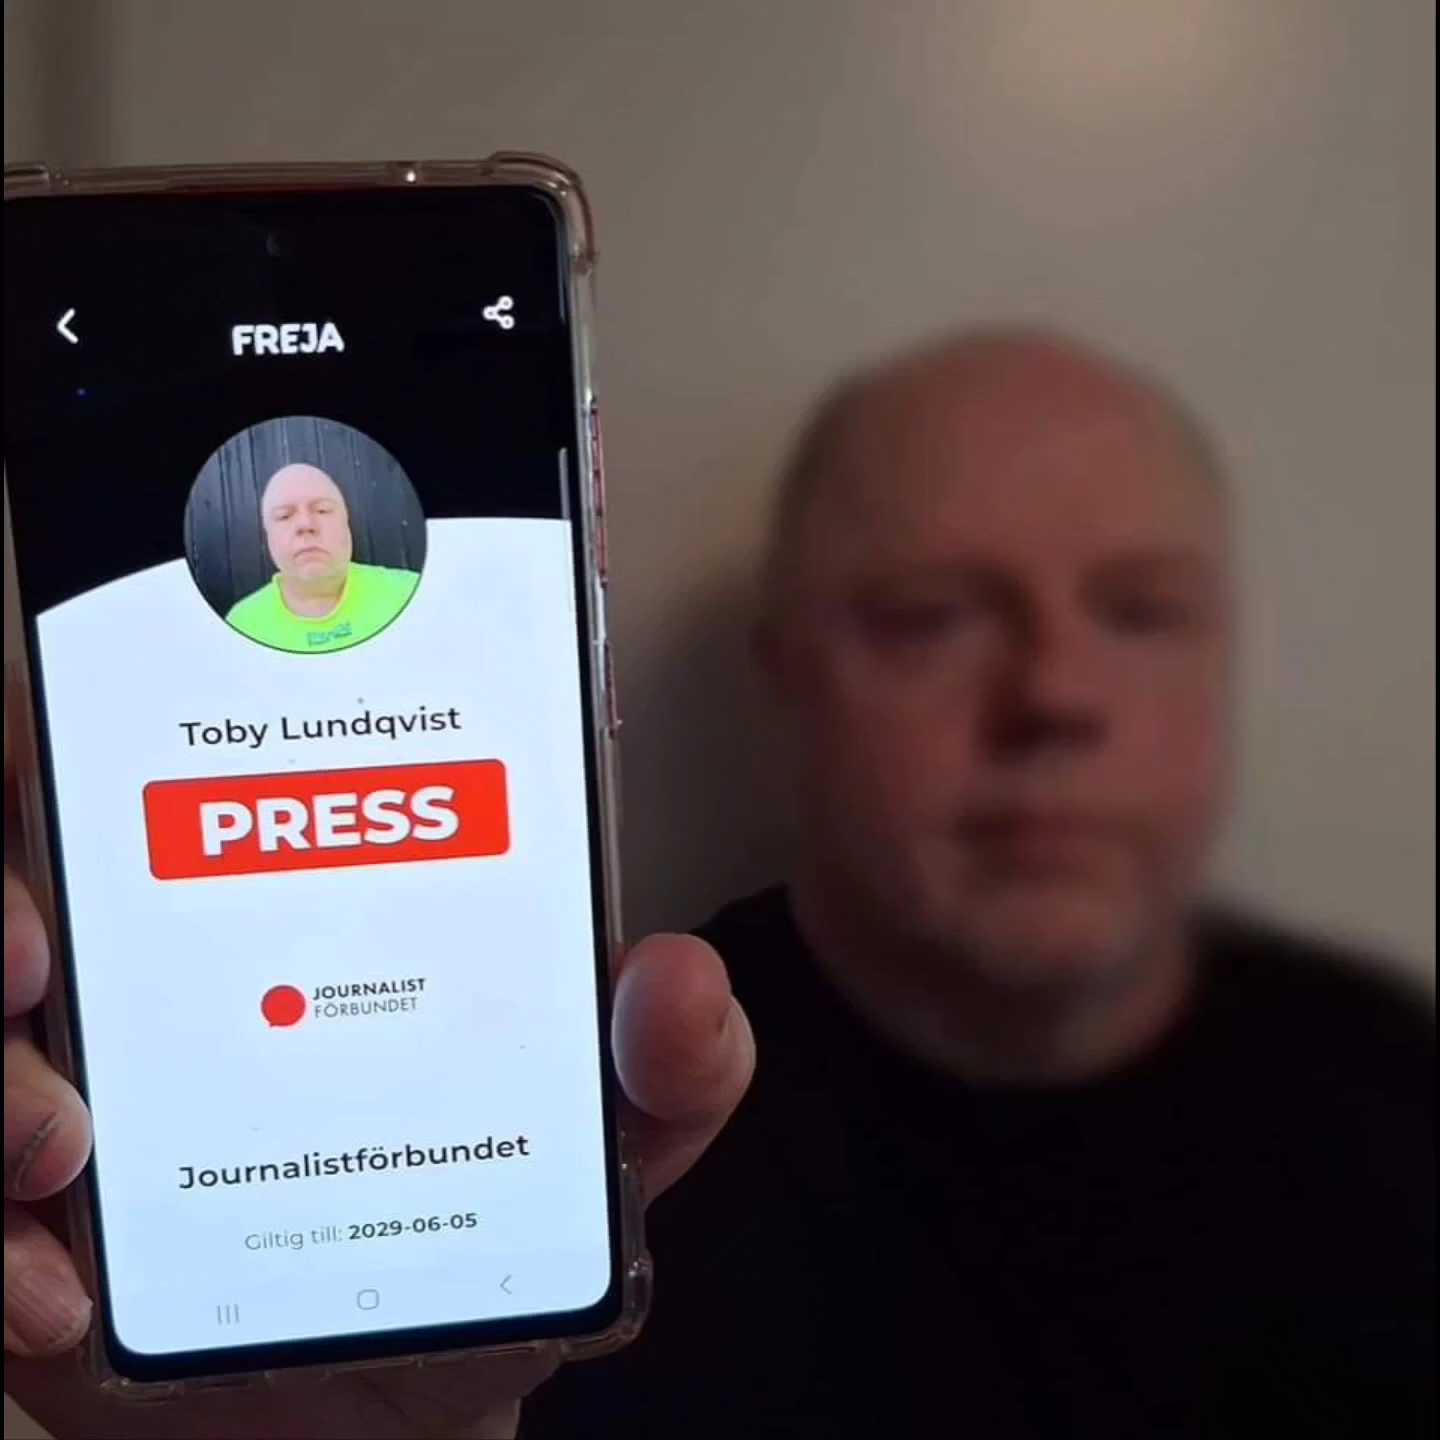 FREJA
Toby Lundqvist
PRESS
JOURNALIST
FÖRBUNDET
Journalistförbundet
Giltig till: 2029-06-05